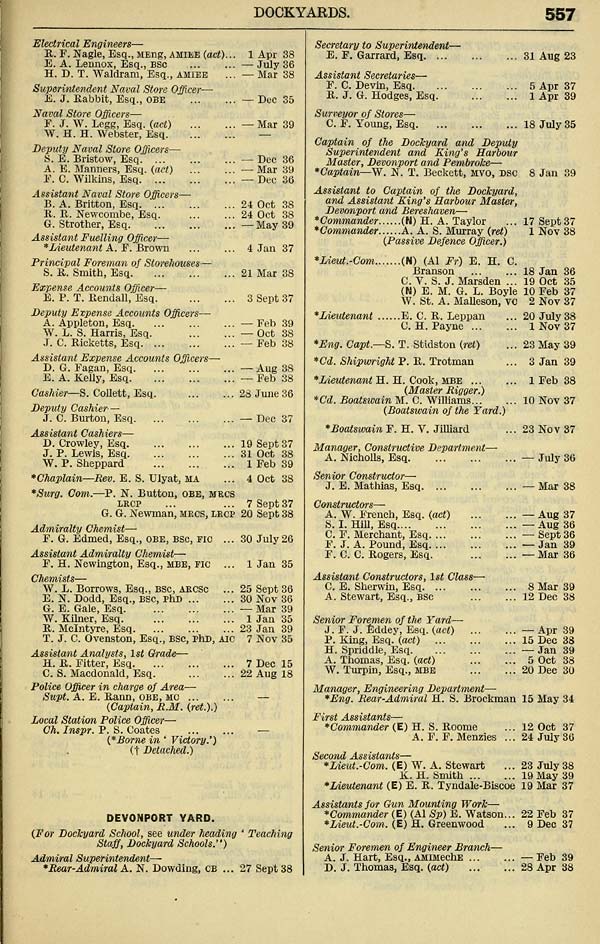 DOCKYARDS.
557
Electrical Engineers—
R. F. Nagle, Esq., MEng, AMIEE (act)... 1 Apr 38
E. A. Lennox, Esq., BSC ... ... — July 36
H. D. T. Waldram, Esq., AMIEE ... — Mar 38
Superintendent Naval Store Officer—
E. J. Rabbit, Esq., OBE ... ... — Dec 35
Naval Store Officers—
F. J. W. Legg, Esq. (act) ... ... — Mar 39
W. H. H. Webster, Esq. ... ... —
Deputy Naval Store Officers—
S. E. Bristow, Esq. ... ... ... — Dec 36
A. E. Manners, Esq. (act) ... ... — Mar 39
F. C. Wilkins, Esq. ... ... ... — Dec 36
Assistant Naval Store Officers—
B. A. Britton, Esq. ... ... ... 24 Oct 38
R. R. Newcombe, Esq. ... ... 24 Oct 38
G. Strother, Esq. ... ... ... — May 39
Assistant Fuelling Officer—
*Lieutenant A. F. Brown ... ... 4 Jan 37
Principal Foreman of Storehouses—
S. R. Smith, Esq. ... ... ... 21 Mar 38
Expense Accounts Officer—
E. P. T. Rendall, Esq. ... ... 3 Sept 37
Deputy Expense Accounts Officers—
A. Appleton, Esq. ... ... ... — Feb 39
W. L. S. Harris, Esq. ... ... — Oct 38
J. C. Ricketts, Esq. ... ... ... — Feb 38
Assistant Expense Accounts Officers—
D. G. Fagan, Esq. ... ... ... — Aug 38
E. A. Kelly, Esq. ... ... ... — Feb 38
Cashier—S. Collett, Esq. ... ... 28 June 36
Deputy Cashier—
J. C. Burton, Esq. ... ... ... — Dec 37
Assistant Cashiers—
D. Crowley, Esq. ... ... ... 19 Sept 37
J. P. Lewis, Esq. ... ... ... 31 Oct 38
W. P. Sheppard ... ... ... 1 Feb 39
*Chaplain—Rev. E. S. Ulyat, MA ... 4 Oct 38
*Surg. Com.—P. N. Button, OBE, MRCS
LRCP ... ... 7 Sept 37
G. G. Newman, MRCS, LRCP 20 Sept 38
Admiralty Chemist—
F. G. Edmed, Esq., OBE, BSC, FIC ... 30 July 26
Assistant Admiralty Chemist—
F. H. Newington, Esq., MBE, FIC ... 1 Jan 35
Chemists—
W. L. Borrows, Esq., BSC, ARCSC ... 25 Sept 36
E. N. Dodd, Esq., BSC, PhD ... ... 30 Nov 36
G. E. Gale, Esq. ... ... ... — Mar 39
W. Kilner, Esq. ... ... ... 1 Jan 35
R. McIntyre, Esq. ... ... ... 23 Jan 39
T. J. C. Ovenston, Esq., BSC, PhD, AIC 7 Nov 35
Assistant Analysts, 1st Grade—
H. R. Fitter, Esq. ... ... ... 7 Dec 15
C. S. Macdonald, Esq. ... ... 22 Aug 18
Police Officer in charge of Area—
Supt. A. E. Rann, OBE, MC ... ... —
(Captain, R.M. (ret.).)
Local Station Police Officer—
Ch. Inspr. P. S. Coates ... ... —
(*Borne in 'Victory.')
(† Detached.)
DEVONPORT YARD.
(For Dockyard School, see under heading ' Teaching
Staff, Dockyard Schools.")
Admiral Superintendent—
*Rear-Admiral A. N. Dowding, CB ... 27 Sept 38
Secretary to Superintendent—
E. F. Garrard, Esq. ... ... ... 31 Aug 23
Assistant Secretaries—
F. C. Devin, Esq. ... ... ... 5 Apr 37
R. J. G. Hodges, Esq. ... ... 1 Apr 39
Surveyor of Stores—
C. F. Young, Esq. ... ... ... 18 July 35
Captain of the Dockyard and Deputy
Superintendent and King's Harbour
Master, Devonport and Pembroke—
*Captain—W. N. T. Beckett, MVO, DSC 8 Jan 39
Assistant to Captain of the Dockyard,
and Assistant King's Harbour Master,
Devonport and Bereshaven—
*Commander......(N) H. A. Taylor ... 17 Sept 37
*Commander......A. A. S. Murray (ret) 1 Nov 38
(Passive Defence Officer.)
*Lieut.-Com.......(N) (Al Fr) E. H. C.
Branson ... ... 18 Jan 36
C. V. S. J. Marsden ... 19 Oct 35
(N) E. M. G. L. Boyle 10 Feb 37
W. St. A. Malleson, VC 2 Nov 37
*Lieutenant ......E. C. R. Leppan ... 20 July 38
C. H. Payne ... ... 1 Nov 37
*Eng. Capt.—S. T. Stidston (ret) ... 23 May 39
*Cd. Shipwright P. R. Trotman ... 3 Jan 39
*Lieutenant H. H. Cook, MBE ... ... 1 Feb 38
(Master Rigger.)
*Cd. Boatswain M. C. Williams... ... 10 Nov 37
(Boatswain of the Yard.)
*Boatswain F. H. V. Jilliard ... 23 Nov 37
Manager, Constructive Department—
A. Nicholls, Esq. ... ... ... — July 36
Senior Constructor—
J. E. Mathias, Esq. ... ... ... — Mar 38
Constructors—
A. W. French, Esq. (act) ... ... — Aug 37
S. I. Hill, Esq.... ... ... ... — Aug 36
C. F. Merchant, Esq. ... ... ... — Sept 36
F. J. A. Pound, Esq. ... ... ... — Jan 39
F. C. C. Rogers, Esq. ... ... — Mar 36
Assistant Constructors, 1st Class—
C. E. Sherwin, Esq. ... ... ... 8 Mar 39
A. Stewart, Esq., BSC ... ... 12 Dec 38
Senior Foremen of the Yard—
J. F. J. Eddey, Esq. (act) ... ... — Apr 39
P. King, Esq. (act) ... ... ... 15 Dec 38
H. Spriddle, Esq. ... ... ... — Jan 39
A. Thomas, Esq. (act) ... ... 5 Oct 38
W. Turpin, Esq., MBE ... ... 20 Dec 30
Manager, Engineering Department—
*Eng. Rear-Admiral H. S. Brockman 15 May 34
First Assistants—
*Commander (E) H. S. Roome ... 12 Oct 37
A. F. F. Menzies ... 24 July 36
Second Assistants—
*Lieut.-Com. (E) W. A. Stewart ... 23 July 38
K. H. Smith ... ... 19 May 39
*Lieutenant (E) E. R. Tyndale-Biscoe 19 Mar 37
Assistants for Gun Mounting Work—
*Commander (E) (Al Sp) E. Watson... 22 Feb 37
*Lieut.-Com. (E) H. Greenwood ... 9 Dec 37
Senior Foremen of Engineer Branch—
A. J. Hart, Esq., AMIMechE ... ... — Feb 39
D. J. Thomas, Esq. (act) ... ... 28 Apr 38